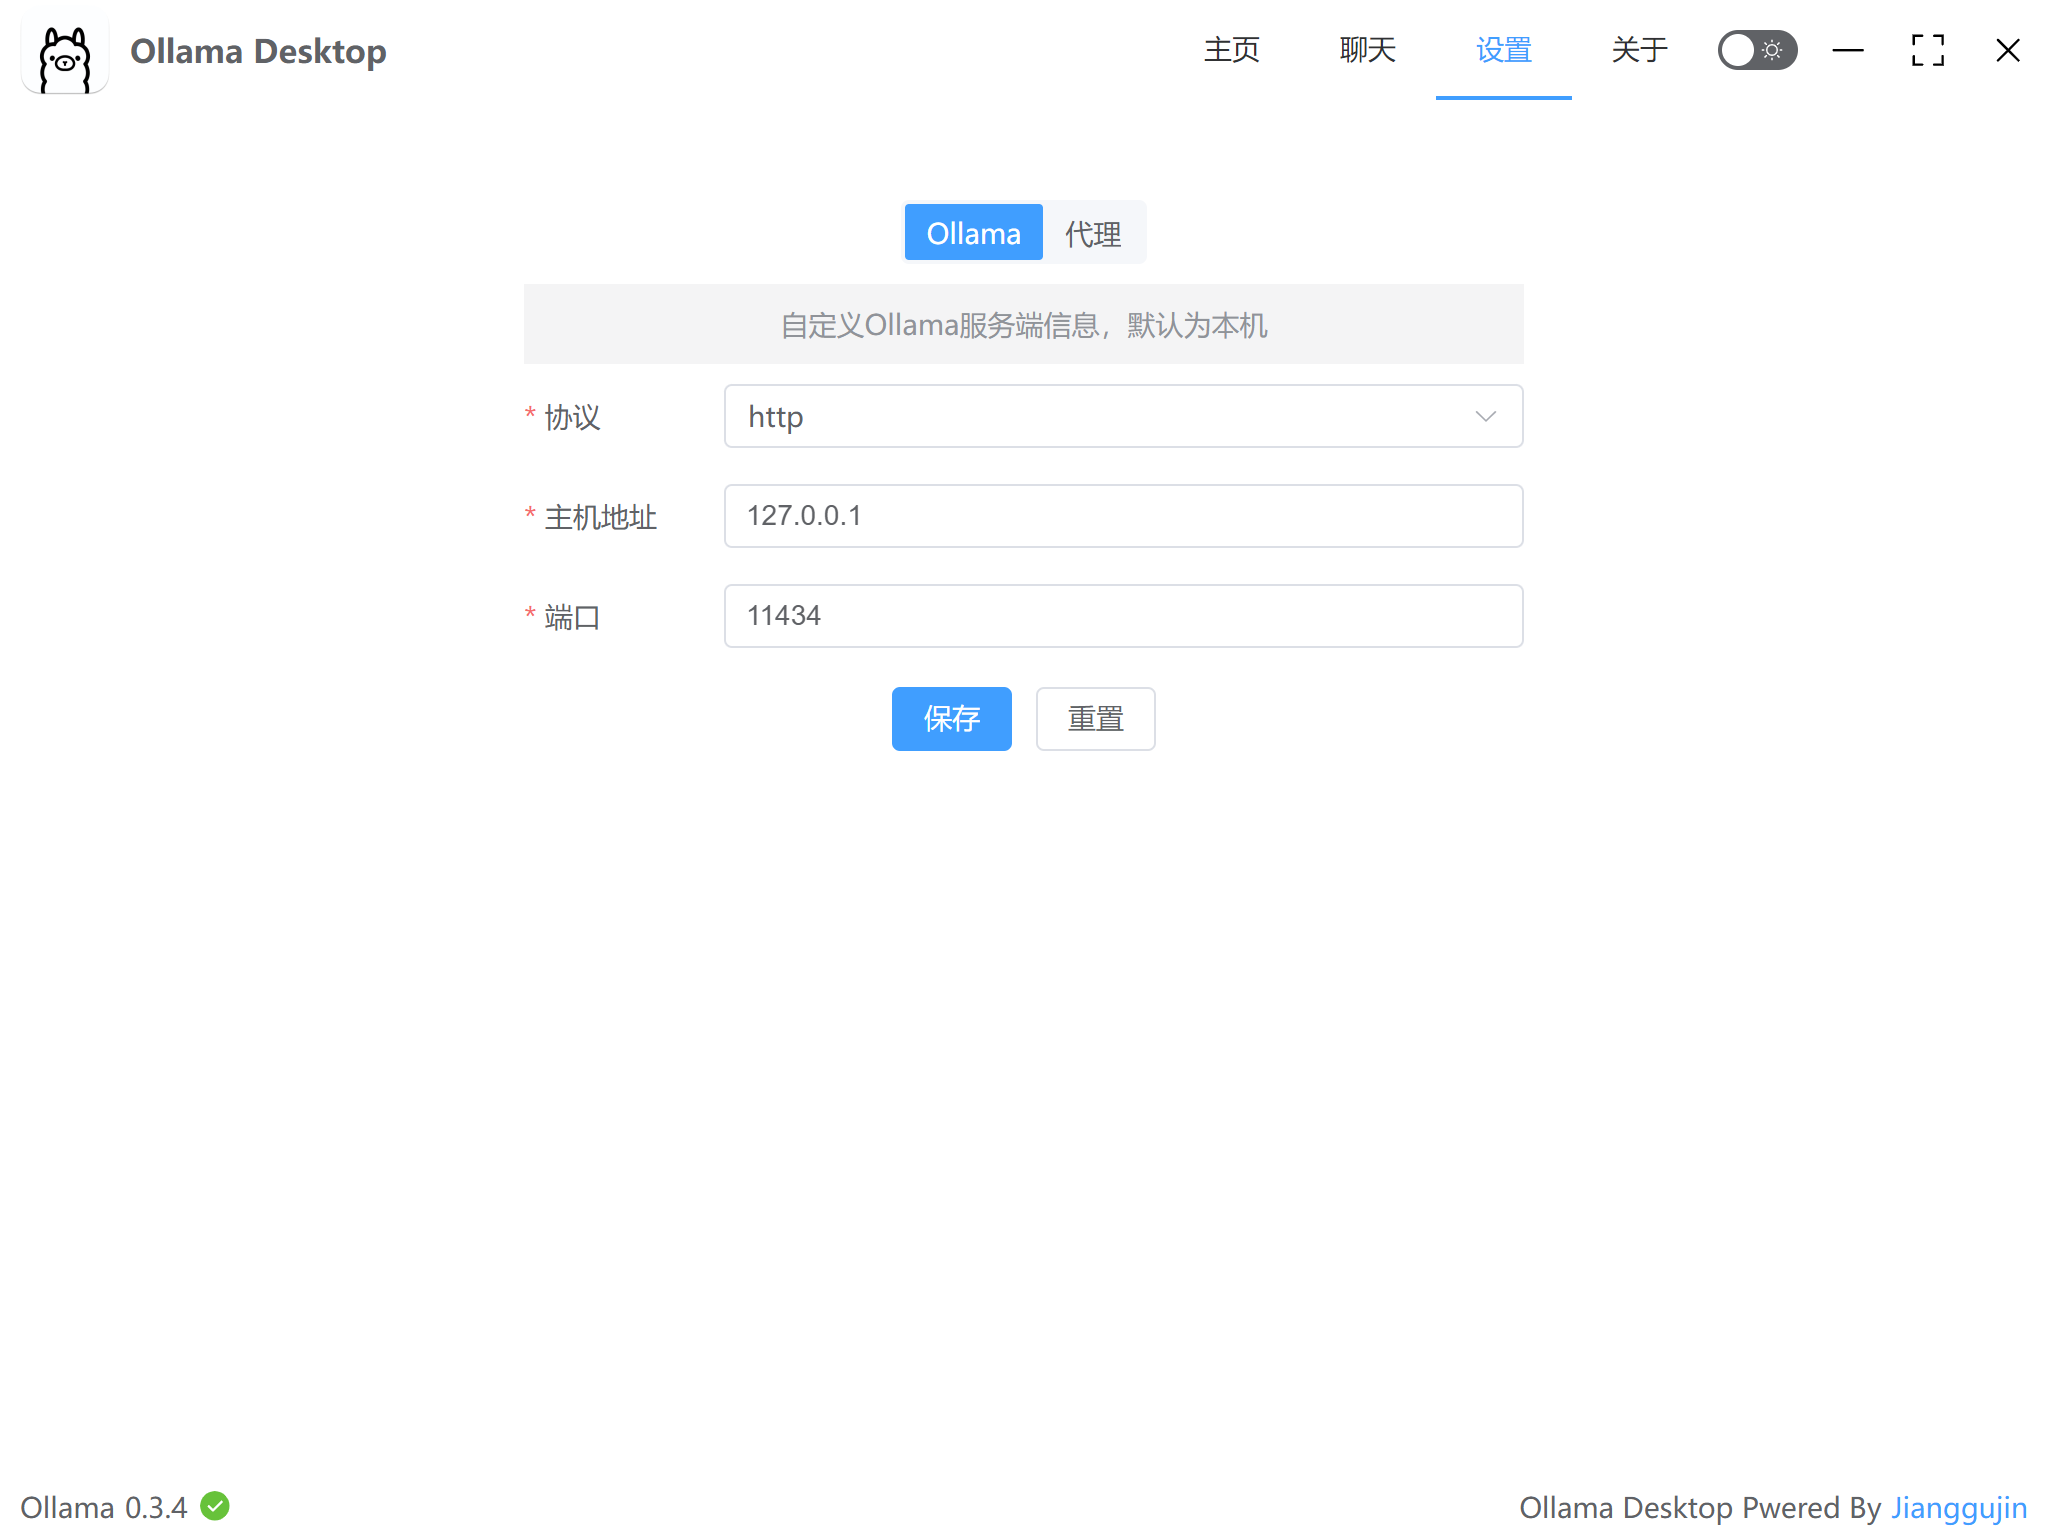 Ollama Desktop
主页
聊天
设置
关于
Ollama
代理
自定义Ollama服务端信息，默认为本机
* 协议
http
* 主机地址
127.0.0.1
* 端口
11434
保存
重置
Ollama 0.3.4
Ollama Desktop Pwered By Jianggujin